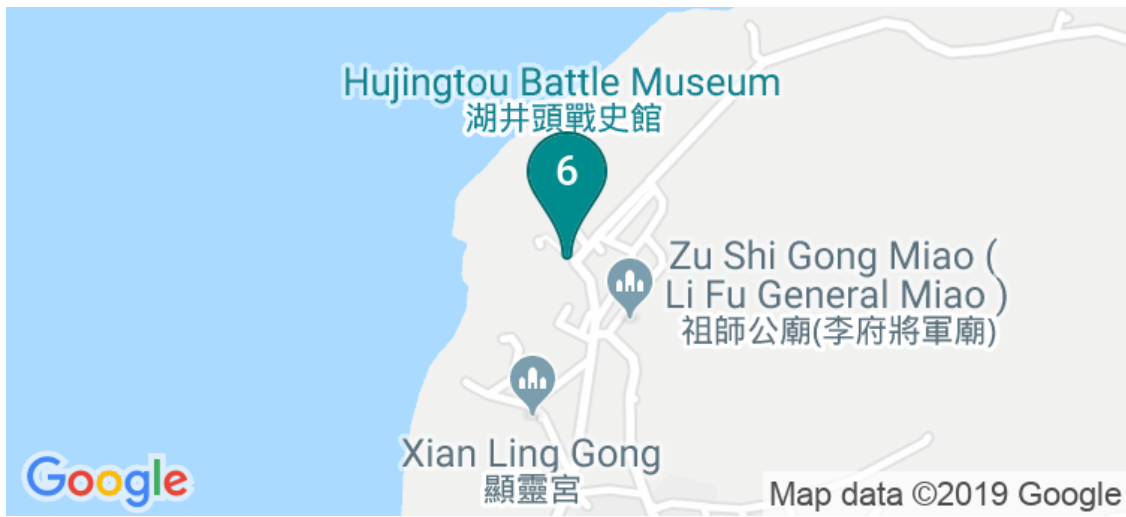 Hujingtou Battle Museum
湖井頭戰史館
6
Zu Shi Gong Miao (
Li Fu General Miao )
祖師公廟(李府將軍廟)
Xian Ling Gong
顯靈宮
Google
Map data ©2019 Google